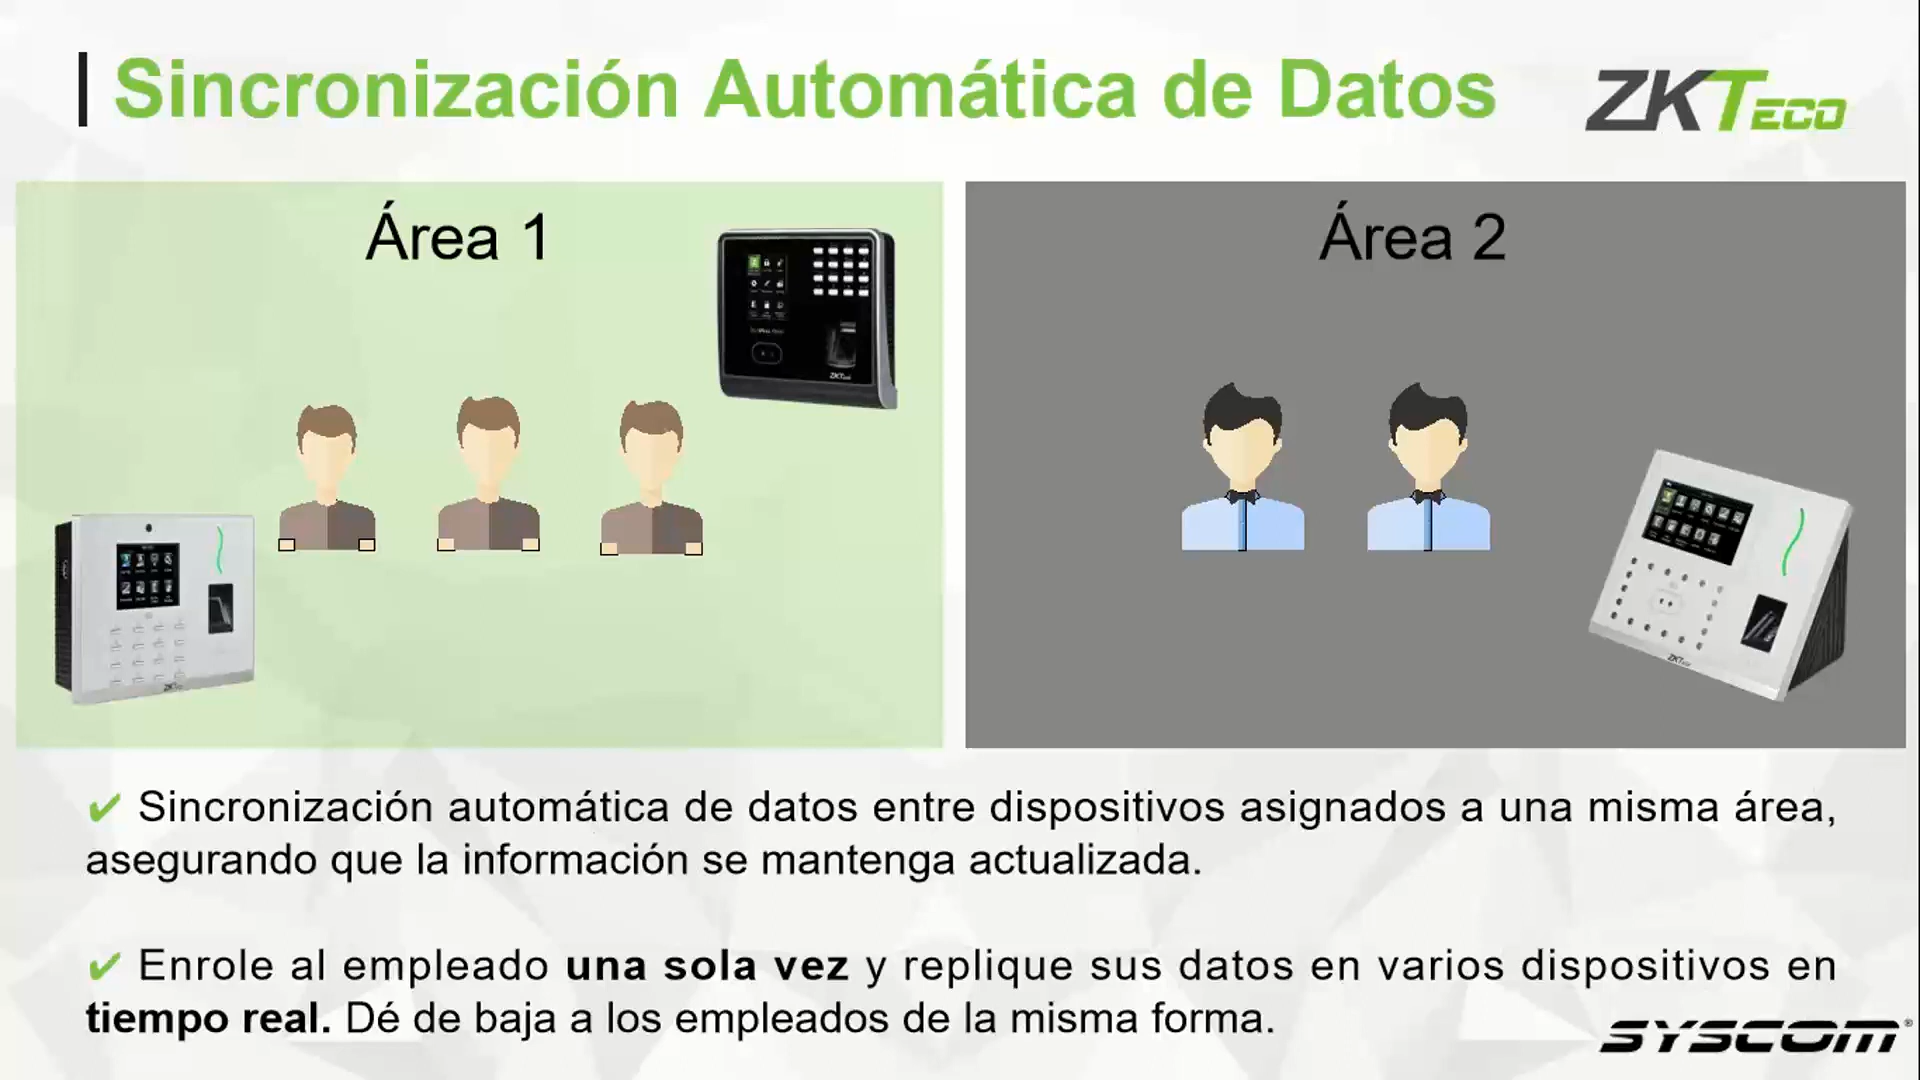 Sincronización Automática de Datos
ZKTECO
Área 1
Área 2
✔ Sincronización automática de datos entre dispositivos asignados a una misma área,
asegurando que la información se mantenga actualizada.
✔ Enrole al empleado una sola vez y replique sus datos en varios dispositivos en
tiempo real. Dé de baja a los empleados de la misma forma.
SYSCOM®